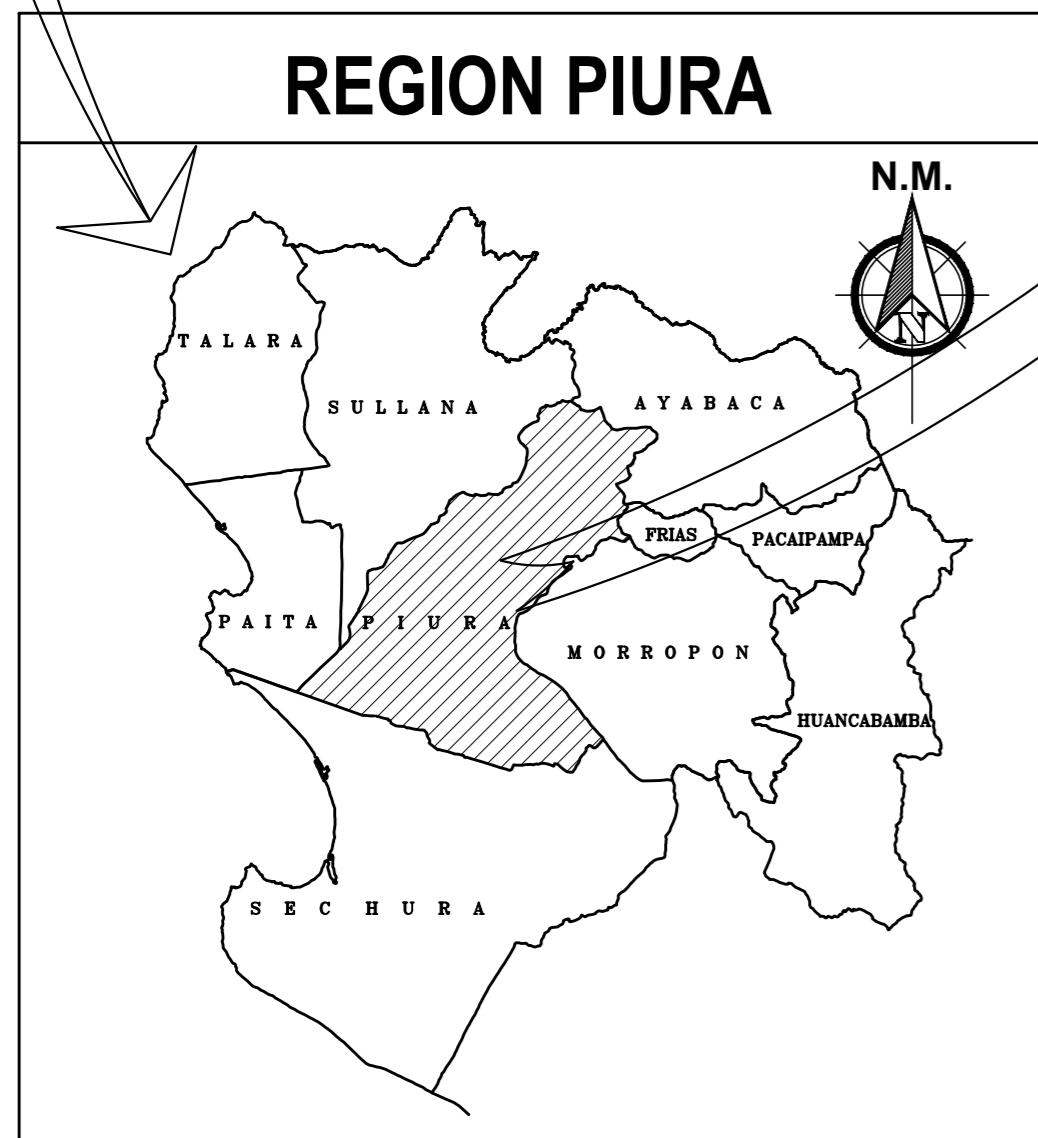 REGION PIURA
N.M.
N
TALARA
SULLANA
AYABACA
FRIAS
PACAIPAMPA
PAITA
PIURA
MORROPON
HUANCABAMBA
SECHURA